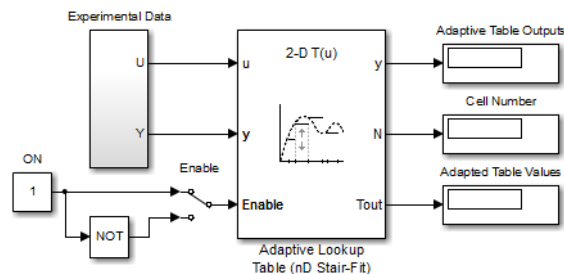 Experimental Data
U
Y
ON
1
NOT
Enable
2-D T(u)
u
y
Enable
y
N
Tout
Adaptive Lookup
Table (nD Stair-Fit)
Adaptive Table Outputs
Cell Number
Adapted Table Values